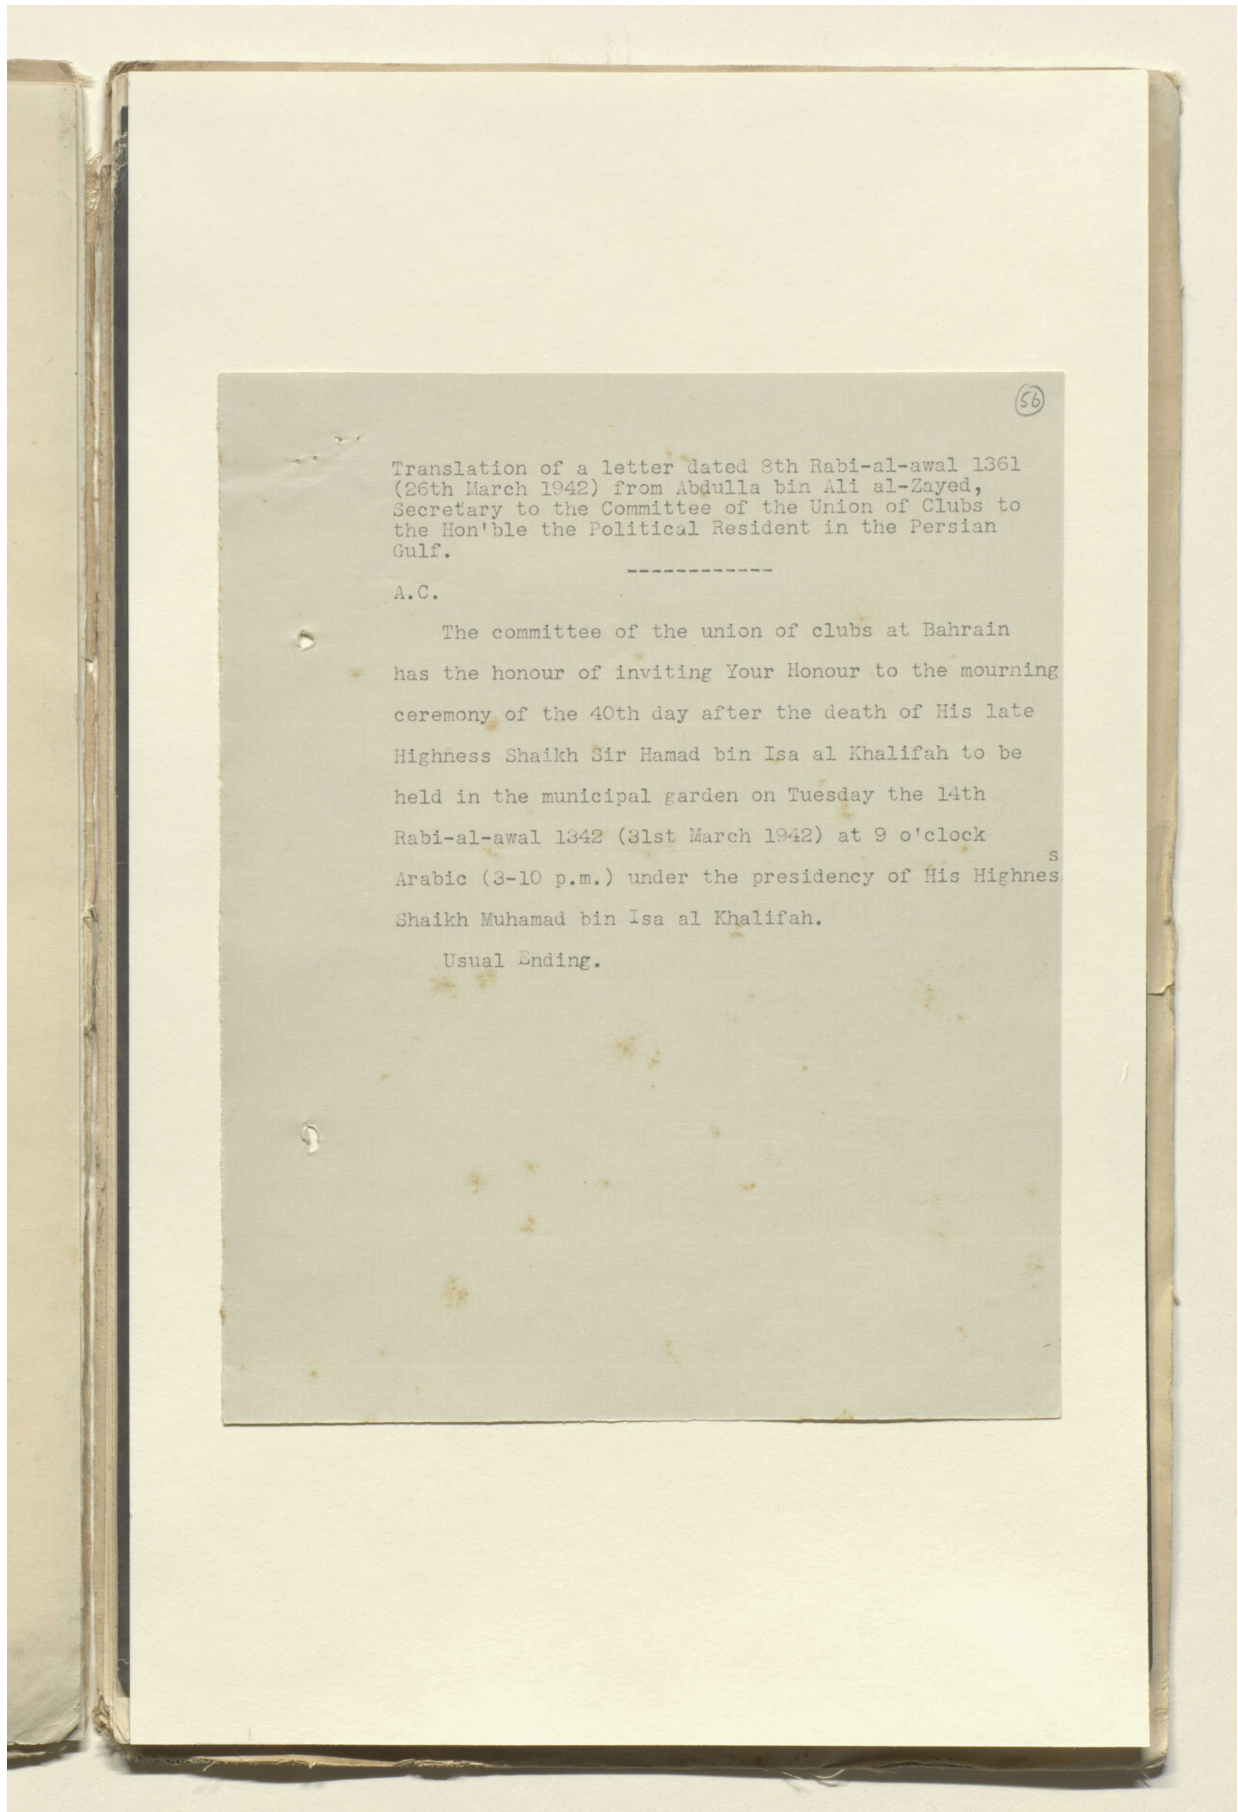 56
Translation of a letter dated 8th Rabi-al-awal 1361
(26th March 1942) from Abdulla bin Ali al-Zayed,
Secretary to the Committee of the Union of Clubs to
the Hon'ble the Political Resident in the Persian
Gulf.
------------
A.C.
The committee of the union of clubs at Bahrain
has the honour of inviting Your Honour to the mourning
ceremony of the 40th day after the death of His late
Highness Shaikh Sir Hamad bin Isa al Khalifah to be
held in the municipal garden on Tuesday the 14th
Rabi-al-awal 1342 (31st March 1942) at 9 o'clock
s
Arabic (3-10 p.m.) under the presidency of His Highnes
Shaikh Muhamad bin Isa al Khalifah.
Usual Ending.